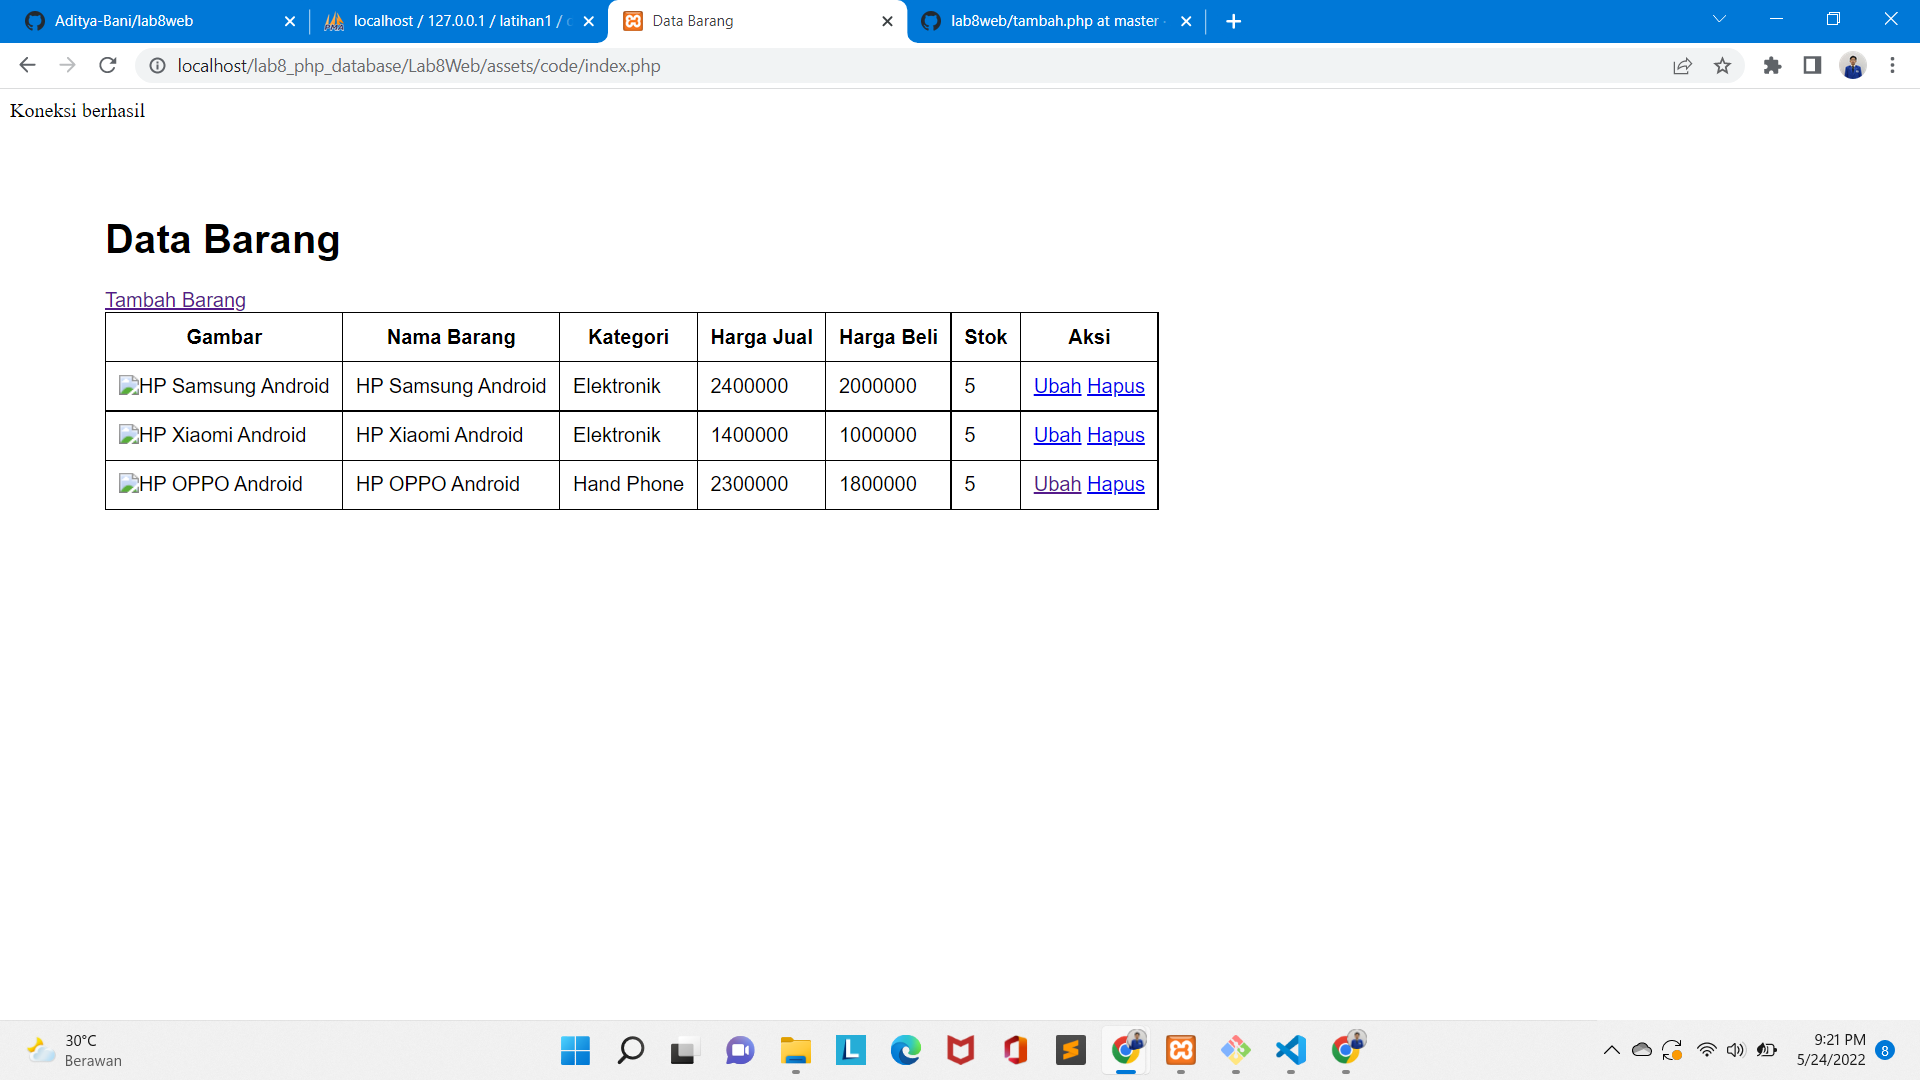 Aditya-Bani/lab8web
localhost / 127.0.0.1 / latihan1 /
Data Barang
lab8web/tambah.php at master
localhost/lab8_php_database/Lab8Web/assets/code/index.php
Koneksi berhasil
Data Barang
Tambah Barang
Gambar Nama Barang Kategori Harga Jual Harga Beli Stok Aksi
HP Samsung Android HP Samsung Android Elektronik 2400000 2000000 5 Ubah Hapus
HP Xiaomi Android HP Xiaomi Android Elektronik 1400000 1000000 5 Ubah Hapus
HP OPPO Android HP OPPO Android Hand Phone 2300000 1800000 5 Ubah Hapus
30°C
Berawan
9:21 PM
5/24/2022
8